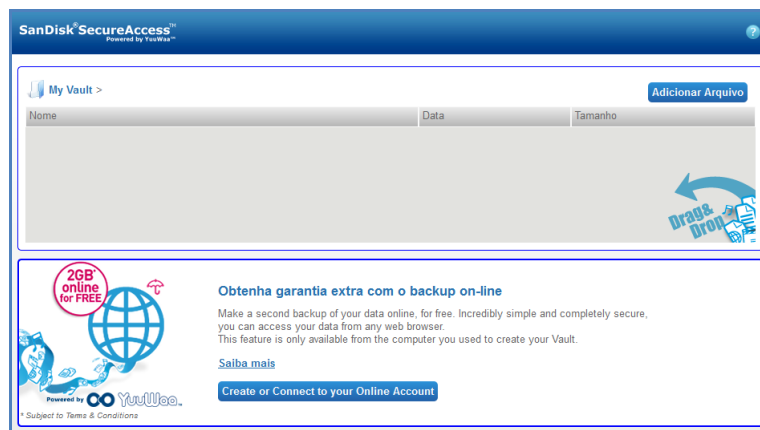 SanDisk® SecureAccess™
Powered by YuuWaa™
?
My Vault >
Adicionar Arquivo
Nome Data Tamanho
Drag&
Drop
2GB*
online
for FREE
Obtenha garantia extra com o backup on-line
Make a second backup of your data online, for free. Incredibly simple and completely secure,
you can access your data from any web browser.
This feature is only available from the computer you used to create your Vault.
Saiba mais
Create or Connect to your Online Account
Powered by YuuWaa.
* Subject to Terms & Conditions